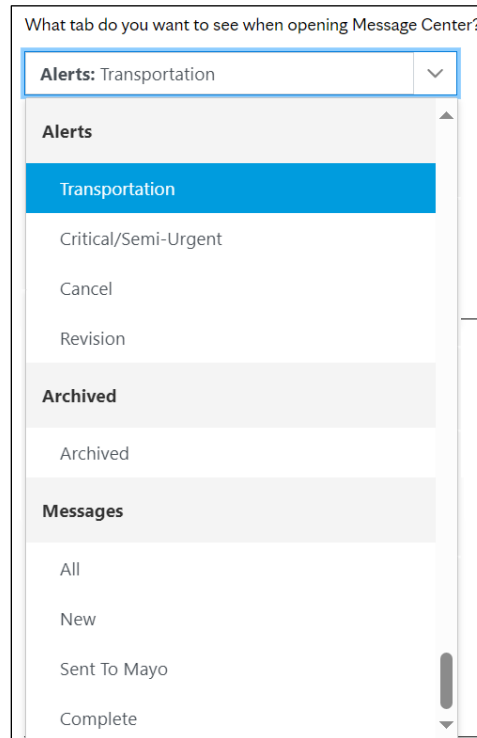 What tab do you want to see when opening Message Center?
Alerts: Transportation
Alerts
Transportation
Critical/Semi-Urgent
Cancel
Revision
Archived
Archived
Messages
All
New
Sent To Mayo
Complete